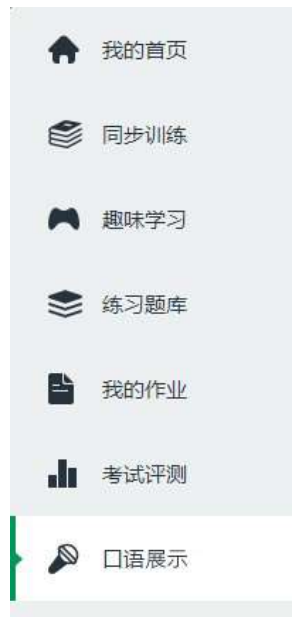 我的首页
同步训练
趣味学习
练习题库
我的作业
考试评测
口语展示